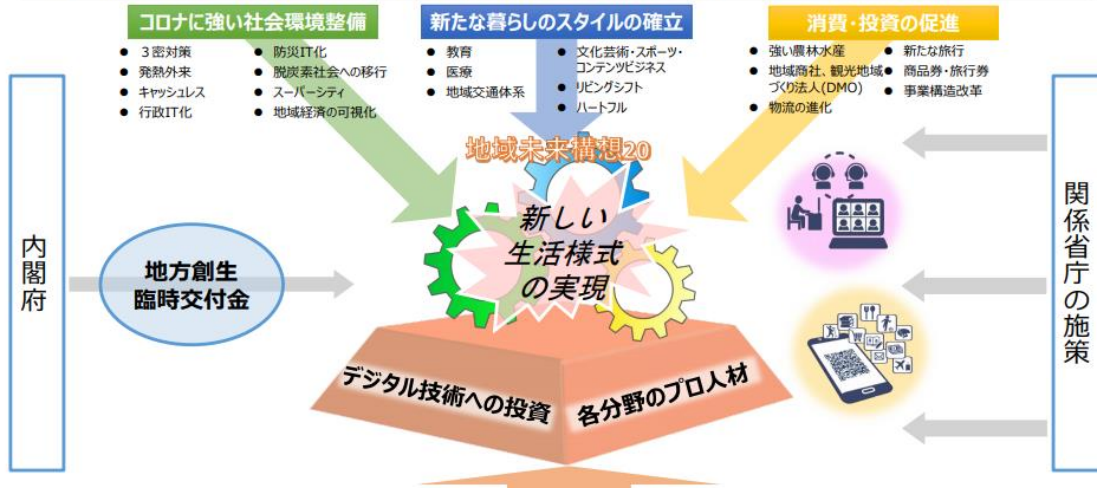 コロナに強い社会環境整備
● 3密対策
● 発熱外来
● キャッシュレス
● 行政IT化
● 防災IT化
● 脱炭素社会への移行
● スーパーシティ
● 地域経済の可視化
新たな暮らしのスタイルの確立
● 教育
● 医療
● 地域交通体系
● 文化芸術・スポーツ・
コンテンツビジネス
● リビングシフト
● ハートフル
消費・投資の促進
● 強い農林水産
● 地域商社、観光地域
づくり法人(DMO)
● 物流の進化
● 新たな旅行
● 商品券・旅行券
● 事業構造改革
地域未来構想20
新しい
生活様式
の実現
内閣府
地方創生
臨時交付金
関係省庁の施策
デジタル技術への投資
各分野のプロ人材